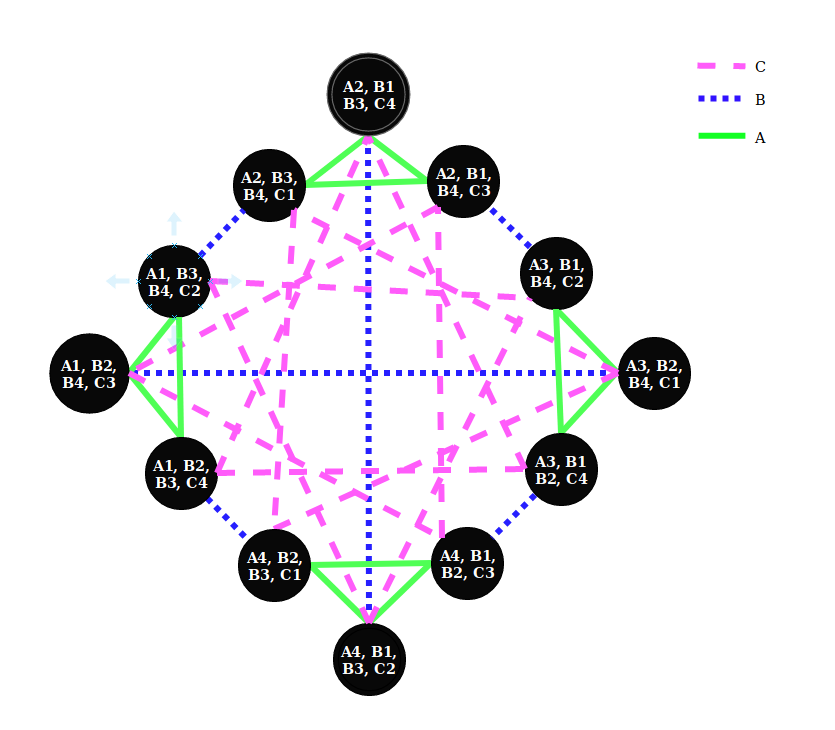 C
A2, B1
B3, C4
B
A
A2, B3,
B4, C1
A2, B1,
B4, C3
A1, B3,
B4, C2
A3, B1,
B4, C2
A1, B2,
B4, C3
A3, B2,
B4, C1
A1, B2,
B3, C4
A3, B1
B2, C4
A4, B2,
B3, C1
A4, B1,
B2, C3
A4, B1,
B3, C2